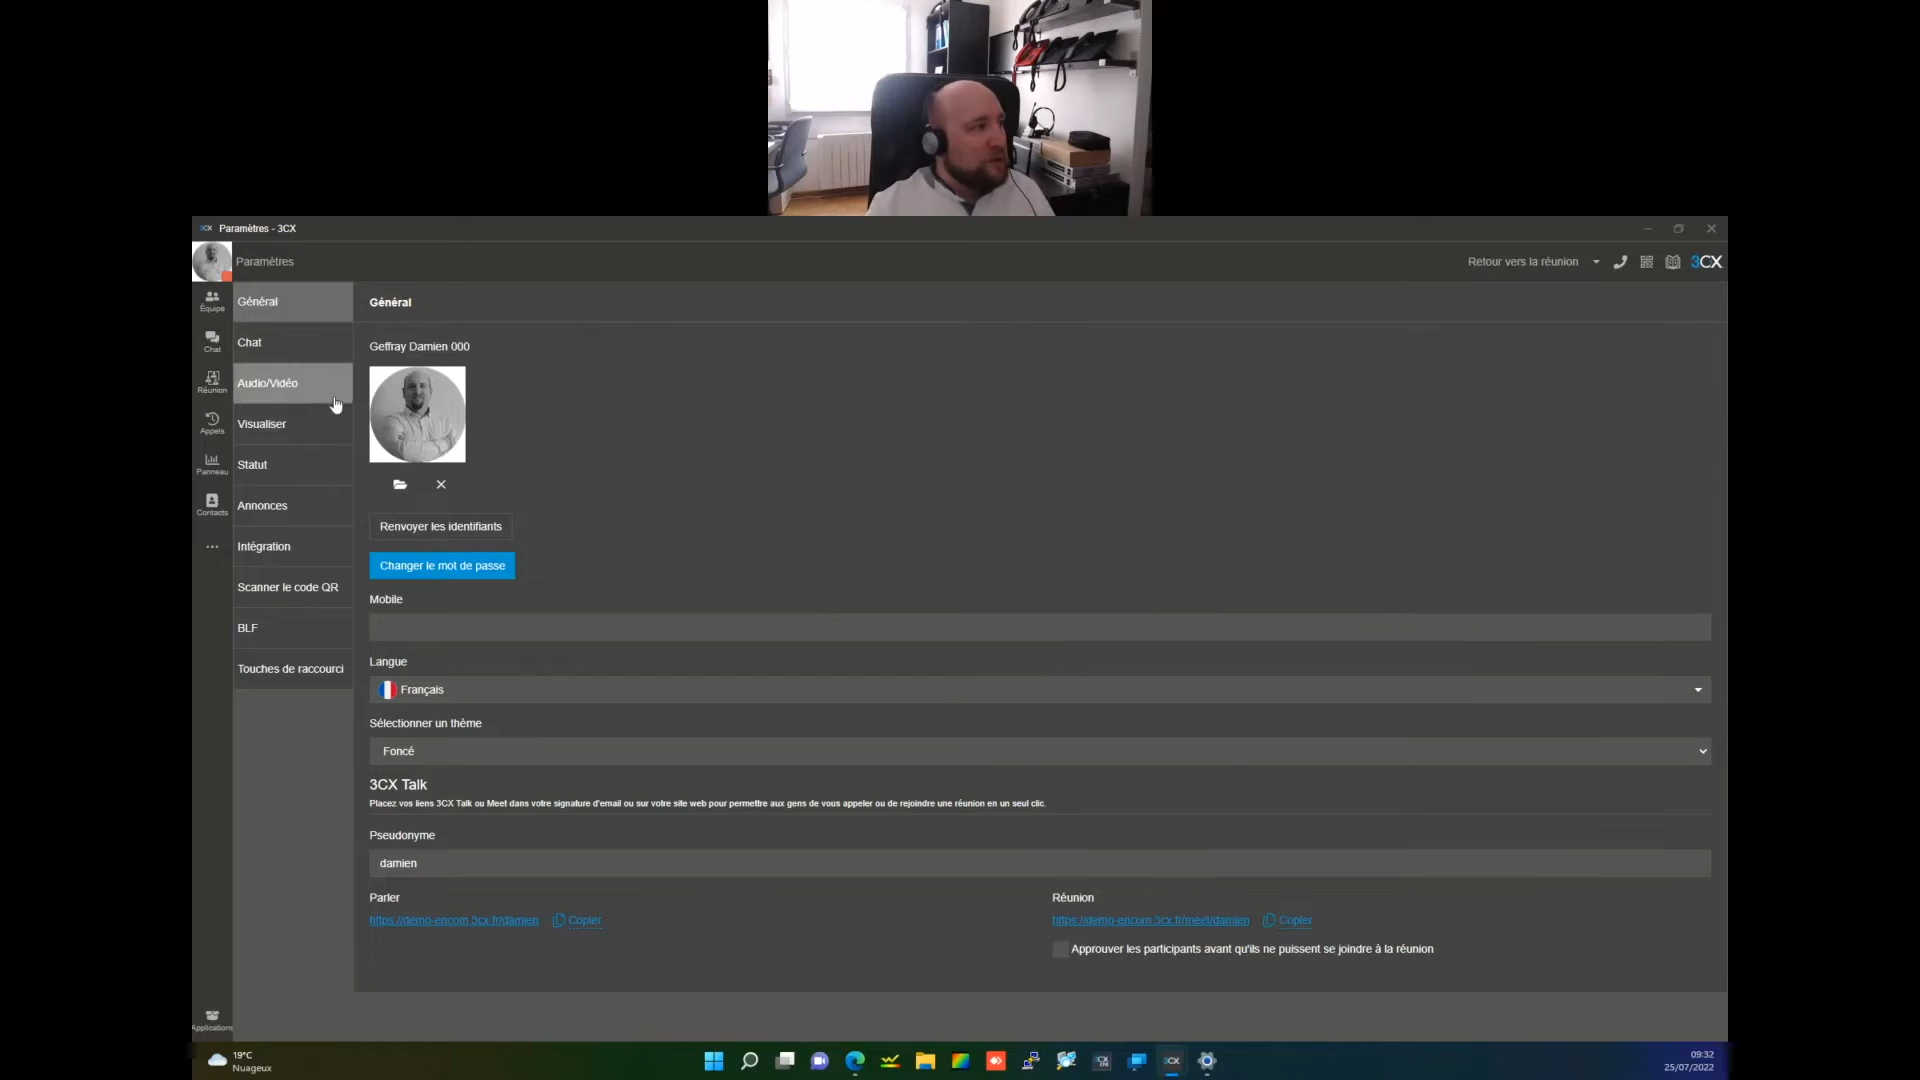 3CX Paramètres - 3CX
Paramètres
Retour vers la réunion
3CX
Équipe
Chat
Réunion
Appels
Panneau
Contacts
Applications
Général
Chat
Audio/Vidéo
Visualiser
Statut
Annonces
Intégration
Scanner le code QR
BLF
Touches de raccourci
Général
Geffray Damien 000
Renvoyer les identifiants
Changer le mot de passe
Mobile
Langue
Français
Sélectionner un thème
Foncé
3CX Talk
Placez vos liens 3CX Talk ou Meet dans votre signature d'email ou sur votre site web pour permettre aux gens de vous appeler ou de rejoindre une réunion en un seul clic.
Pseudonyme
damien
Parler
https://demo-encom.3cx.fr/damien Copier
Réunion
https://demo-encom.3cx.fr/meet/damien Copier
Approuver les participants avant qu'ils ne puissent se joindre à la réunion
19°C
Nuageux
09:32
25/07/2022